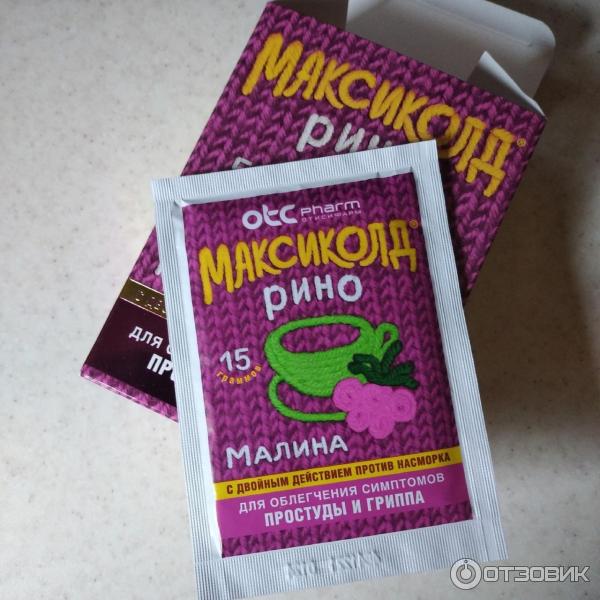 МАКСИКОЛД®
рино
ДЛЯ
ПРО
otc pharm
ОТИСИФАРМ
МАКСИКОЛД®
рино
15
граммов
МАЛИНА
С ДВОЙНЫМ ДЕЙСТВИЕМ ПРОТИВ НАСМОРКА
ДЛЯ ОБЛЕГЧЕНИЯ СИМПТОМОВ
ПРОСТУДЫ И ГРИППА
ОТЗОВИК